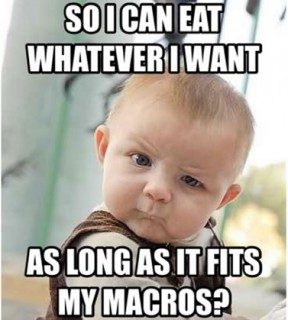 SO I CAN EAT
WHATEVER I WANT
AS LONG AS IT FITS
MY MACROS?